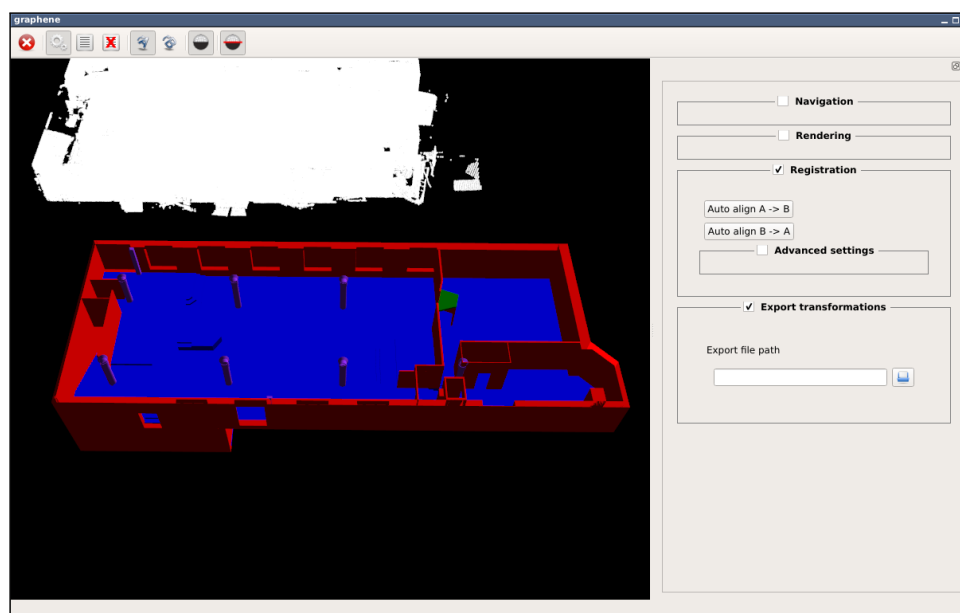 graphene
Navigation
Rendering
Registration
Auto align A -> B
Auto align B -> A
Advanced settings
Export transformations
Export file path